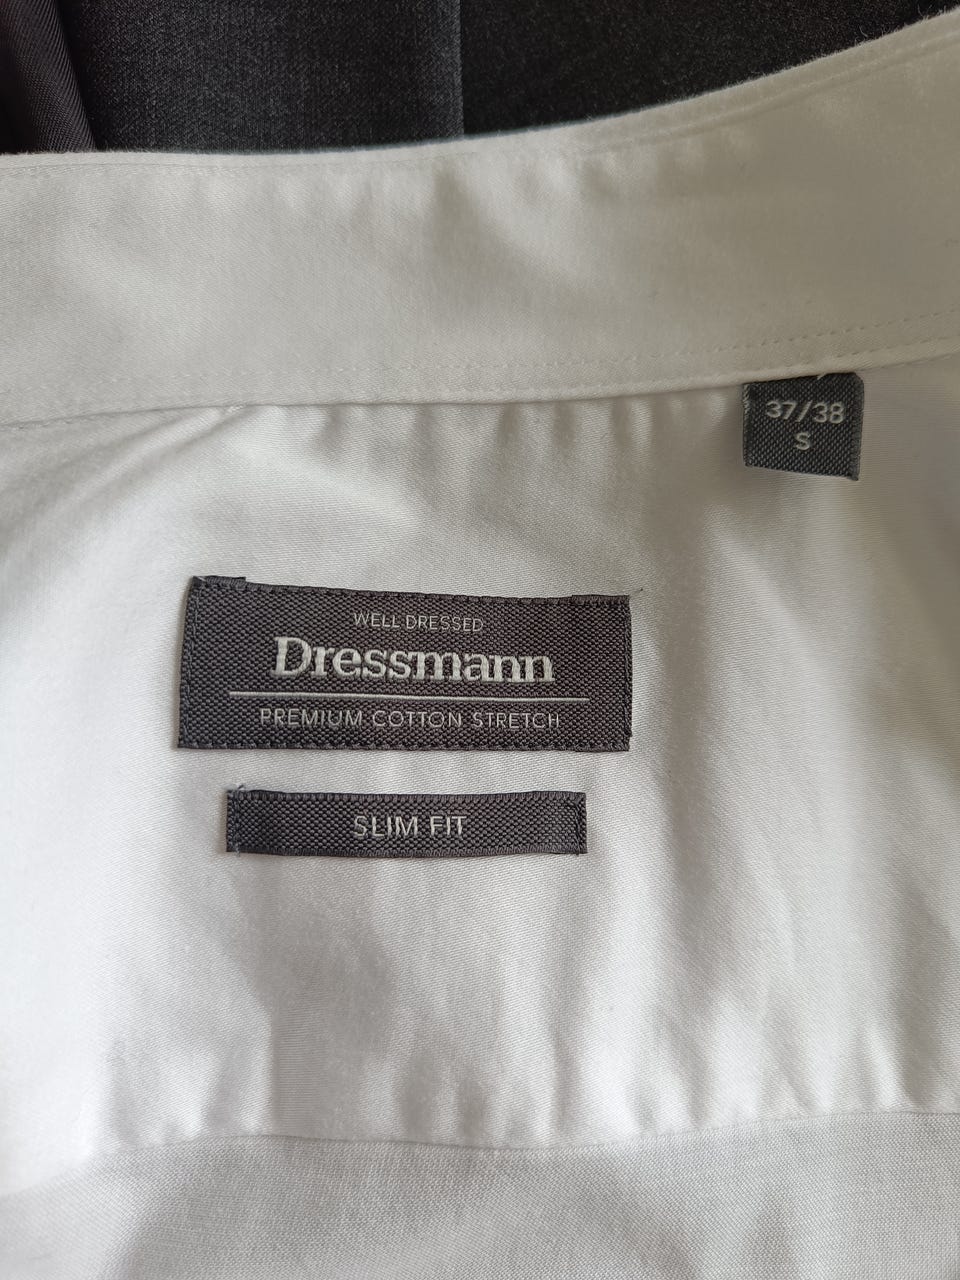 37/38
S
WELL DRESSED
Dressmann
PREMIUM COTTON STRETCH
SLIM FIT